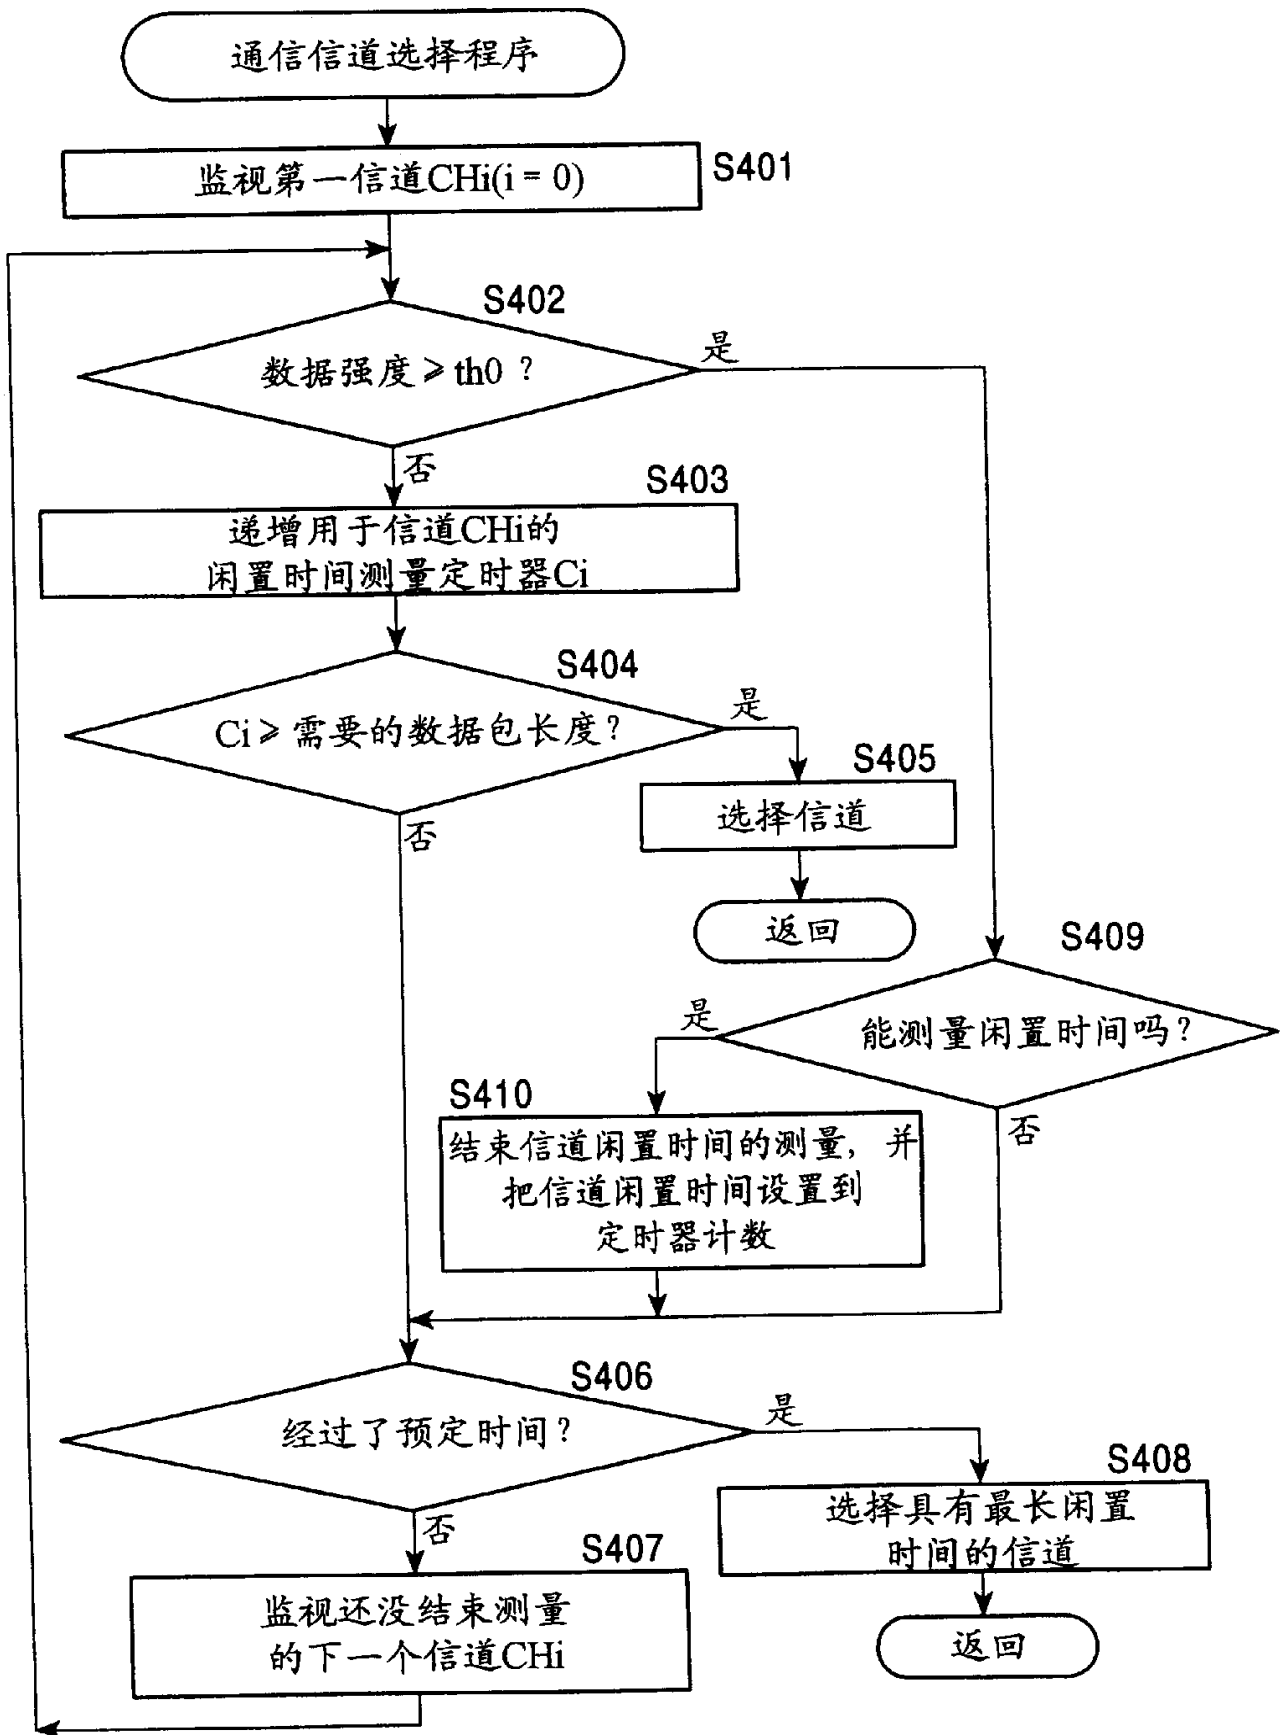 通信信道选择程序
监视第一信道CHi(i = 0)
S401
S402
数据强度≥th0？
是
否
S403
递增用于信道CHi的
闲置时间测量定时器Ci
S404
Ci≥需要的数据包长度？
是
否
S405
选择信道
返回
S409
能测量闲置时间吗？
是
否
S410
结束信道闲置时间的测量，并
把信道闲置时间设置到
定时器计数
S406
经过了预定时间？
是
否
S408
选择具有最长闲置
时间的信道
返回
S407
监视还没结束测量
的下一个信道CHi